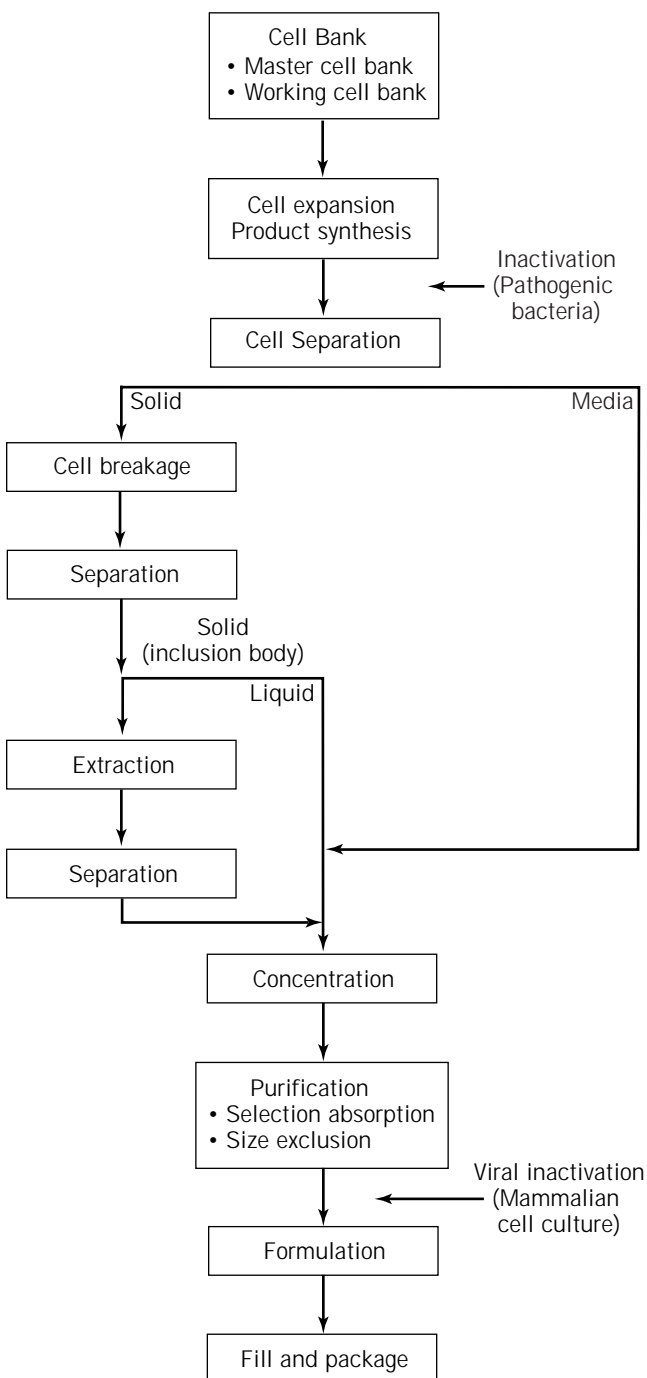 Cell Bank
• Master cell bank
• Working cell bank
Cell expansion
Product synthesis
Inactivation
(Pathogenic
bacteria)
Cell Separation
Solid
Media
Cell breakage
Separation
Solid
(inclusion body)
Liquid
Extraction
Separation
Concentration
Purification
• Selection absorption
• Size exclusion
Viral inactivation
(Mammalian
cell culture)
Formulation
Fill and package